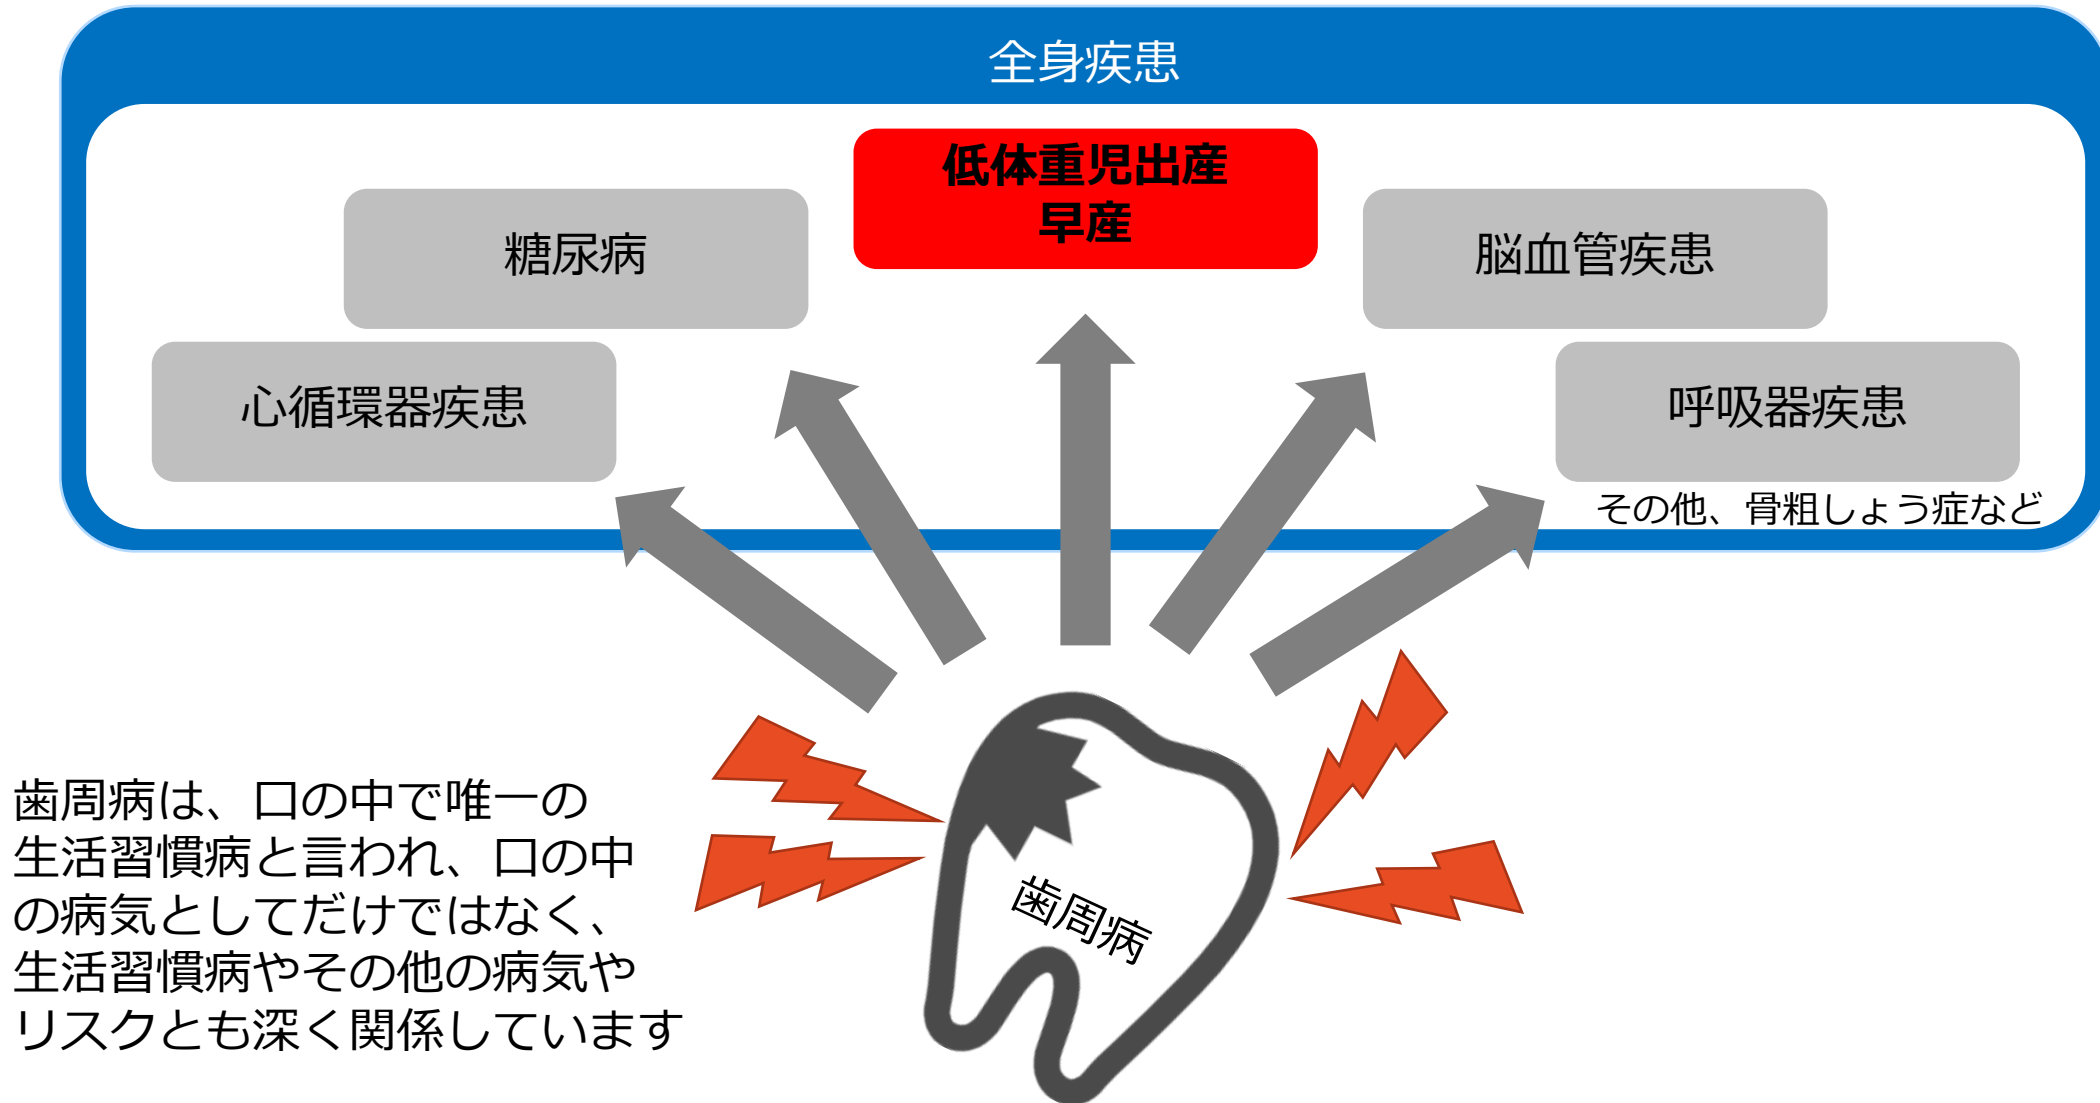 全身疾患
低体重児出産
早産
糖尿病
脳血管疾患
心循環器疾患
呼吸器疾患
その他、骨粗しょう症など
歯周病は、口の中で唯一の
生活習慣病と言われ、口の中
の病気としてだけではなく、
生活習慣病やその他の病気や
リスクとも深く関係しています
歯周病